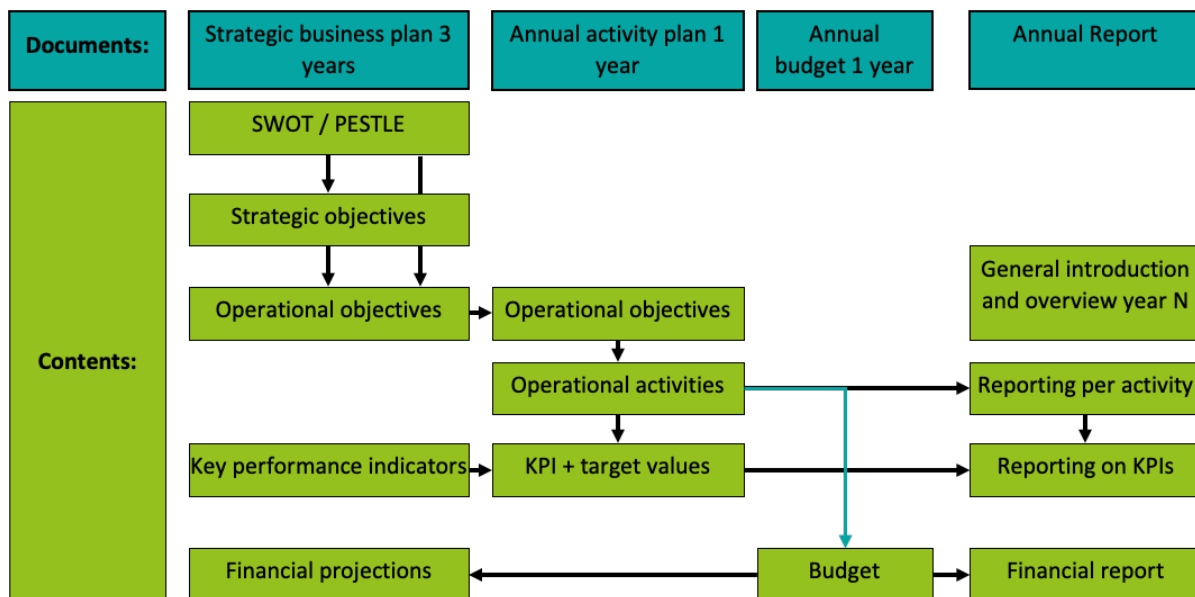 Documents:
Strategic business plan 3
years
Annual activity plan 1
year
Annual
budget 1 year
Annual Report
Contents:
SWOT / PESTLE
Strategic objectives
General introduction
and overview year N
Operational objectives
Operational objectives
Operational activities
Reporting per activity
Key performance indicators
KPI + target values
Reporting on KPIs
Financial projections
Budget
Financial report